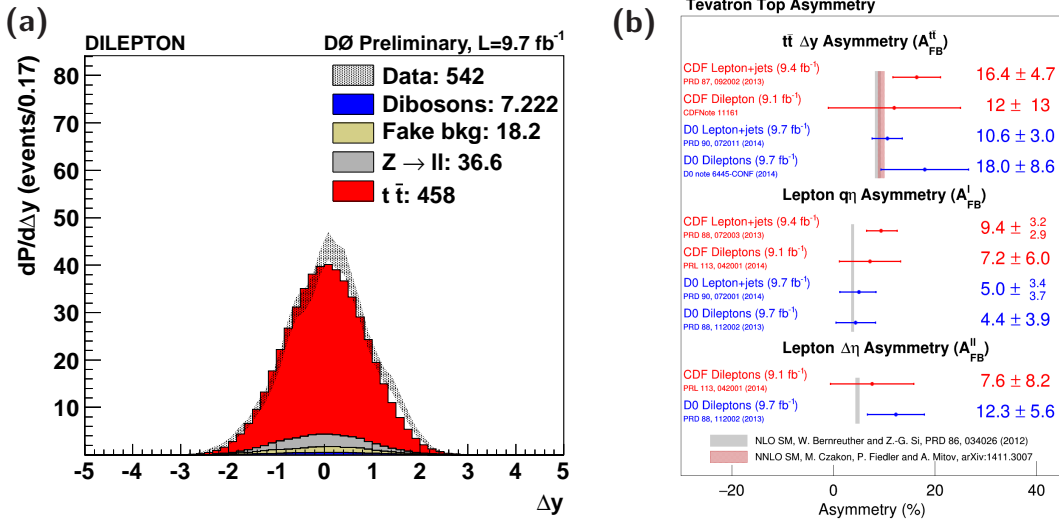 (a)
DILEPTON DØ Preliminary, L=9.7 fb⁻¹
dP/dΔy (events/0.17)
80
70
60
50
40
30
20
10
Data: 542
Dibosons: 7.222
Fake bkg: 18.2
Z → ll: 36.6
t t̄: 458
-5 -4 -3 -2 -1 0 1 2 3 4 5
Δy
(b)
Tevatron Top Asymmetry
tt̄ Δy Asymmetry (A_FB^tt̄)
CDF Lepton+jets (9.4 fb⁻¹) 16.4 ± 4.7
PRD 87, 092002 (2013)
CDF Dilepton (9.1 fb⁻¹) 12 ± 13
CDFNote 11161
D0 Lepton+jets (9.7 fb⁻¹) 10.6 ± 3.0
PRD 90, 072011 (2014)
D0 Dileptons (9.7 fb⁻¹) 18.0 ± 8.6
D0 note 6445-CONF (2014)
Lepton qη Asymmetry (A_FB^l)
CDF Lepton+jets (9.4 fb⁻¹) 9.4 ± 3.2 2.9
PRD 88, 072003 (2013)
CDF Dileptons (9.1 fb⁻¹) 7.2 ± 6.0
PRL 113, 042001 (2014)
D0 Lepton+jets (9.7 fb⁻¹) 5.0 ± 3.4 3.7
PRD 90, 072001 (2014)
D0 Dileptons (9.7 fb⁻¹) 4.4 ± 3.9
PRD 88, 112002 (2013)
Lepton Δη Asymmetry (A_FB^ll)
CDF Dileptons (9.1 fb⁻¹) 7.6 ± 8.2
PRL 113, 042001 (2014)
D0 Dileptons (9.7 fb⁻¹) 12.3 ± 5.6
PRD 88, 112002 (2013)
NLO SM, W. Bernreuther and Z.-G. Si, PRD 86, 034026 (2012)
NNLO SM, M. Czakon, P. Fiedler and A. Mitov, arXiv:1411.3007
−20 0 20 40
Asymmetry (%)